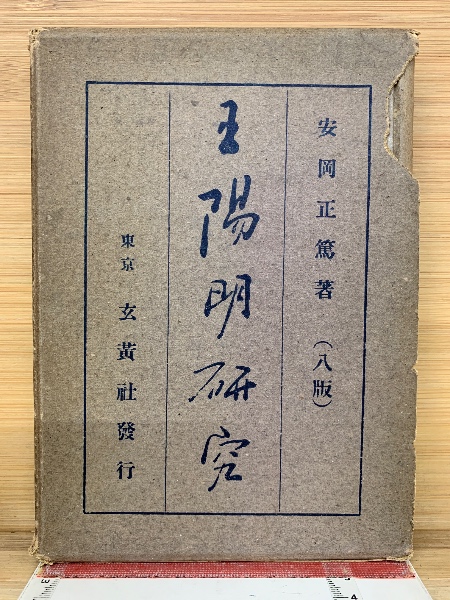 安岡正篤著（八版）
王陽明研究
東京 玄黃社發行